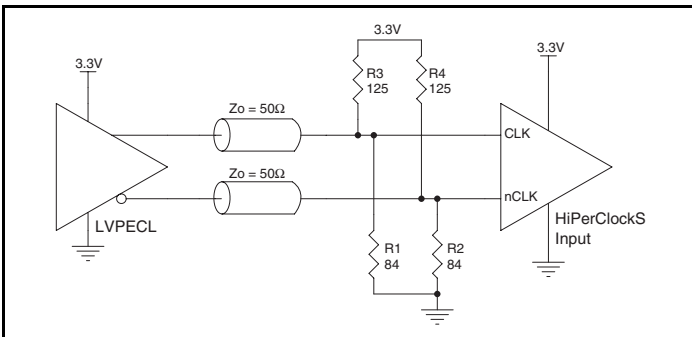 3.3V
3.3V
3.3V
R3
125
R4
125
Zo = 50Ω
CLK
Zo = 50Ω
nCLK
LVPECL
HiPerClockS
Input
R1
84
R2
84